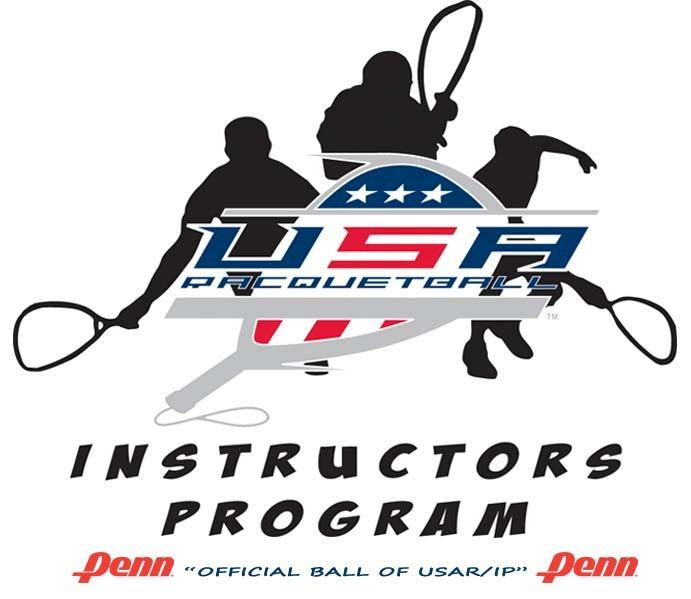 USA
RACQUETBALL
TM
INSTRUCTORS
PROGRAM
Penn "OFFICIAL BALL OF USAR/IP" Penn